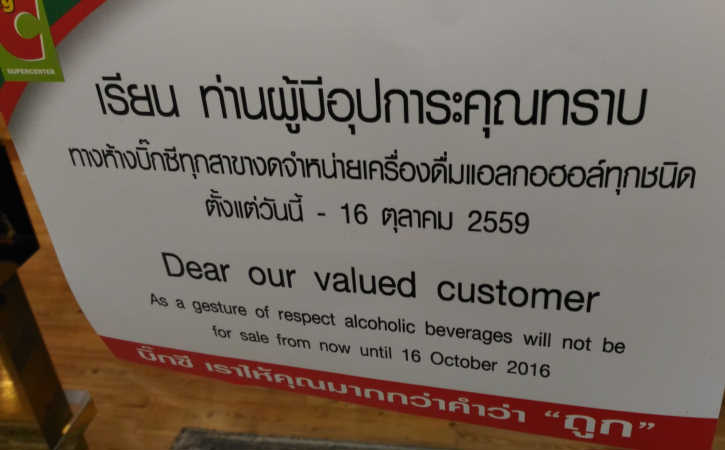 g
C
SUPERCENTER
เรียน ท่านผู้มีอุปการะคุณทราบ
ทางห้างบิ๊กซีทุกสาขางดจำหน่ายเครื่องดื่มแอลกอฮอล์ทุกชนิด
ตั้งแต่วันนี้ - 16 ตุลาคม 2559
Dear our valued customer
As a gesture of respect alcoholic beverages will not be
for sale from now until 16 October 2016
บิ๊กซี เราให้คุณมากกว่าคำว่า “ถูก”